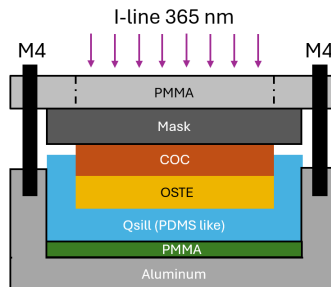 I-line 365 nm
M4
M4
PMMA
Mask
COC
OSTE
Qsill (PDMS like)
PMMA
Aluminum